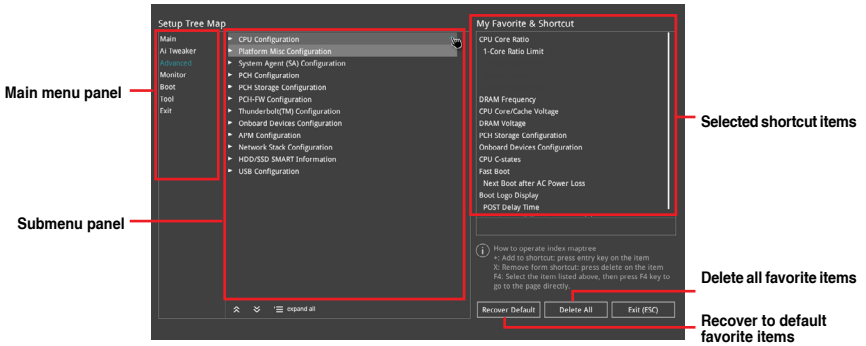 Setup Tree Map
Main
Ai Tweaker
Advanced
Monitor
Boot
Tool
Exit
CPU Configuration
Platform Misc Configuration
System Agent (SA) Configuration
PCH Configuration
PCH Storage Configuration
PCH-FW Configuration
Thunderbolt(TM) Configuration
Onboard Devices Configuration
APM Configuration
Network Stack Configuration
HDD/SSD SMART Information
USB Configuration
expand all
My Favorite & Shortcut
CPU Core Ratio
1-Core Ratio Limit
DRAM Frequency
CPU Core/Cache Voltage
DRAM Voltage
PCH Storage Configuration
Onboard Devices Configuration
CPU C-states
Fast Boot
Next Boot after AC Power Loss
Boot Logo Display
POST Delay Time
How to operate index maptree
+: Add to shortcut: press entry key on the item
X: Remove form shortcut: press delete on the item
F4: Select the item listed above, then press F4 key to
go to the page directly.
Recover Default
Delete All
Exit (ESC)
Main menu panel
Submenu panel
Selected shortcut items
Delete all favorite items
Recover to default
favorite items